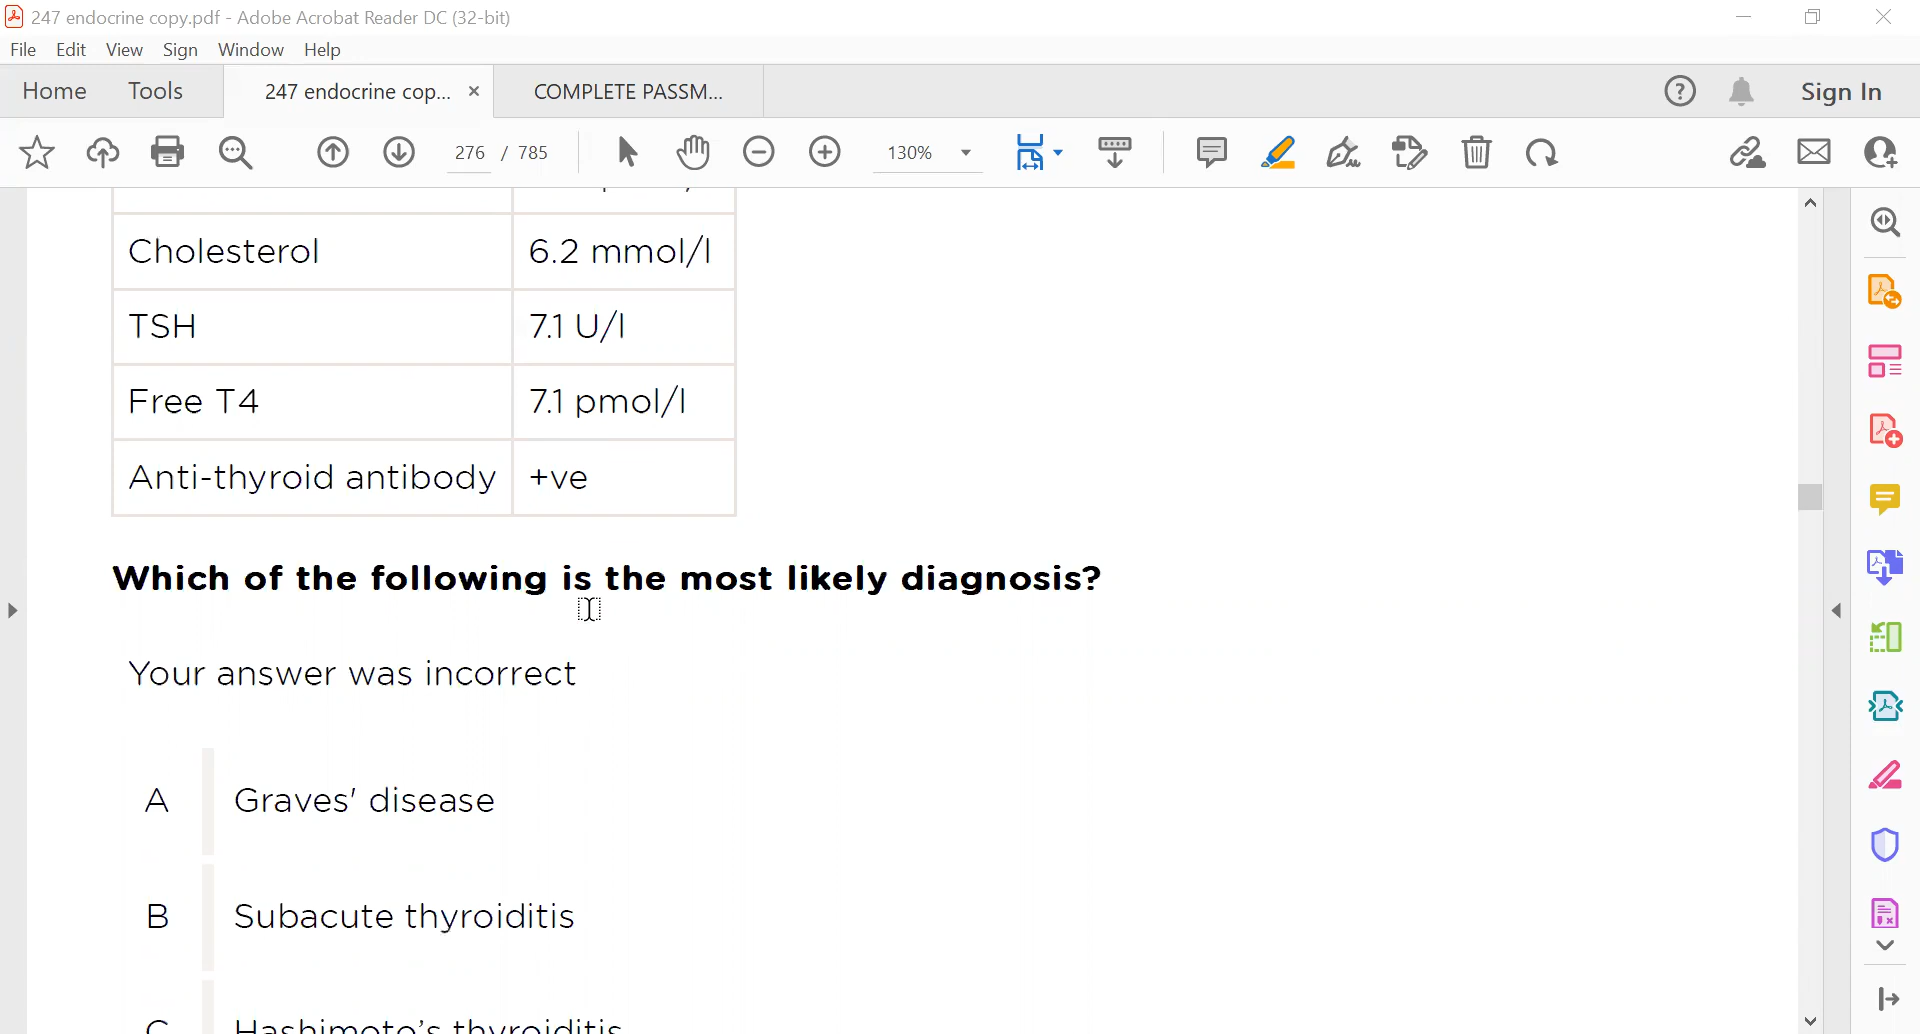 247 endocrine copy.pdf - Adobe Acrobat Reader DC (32-bit)
File Edit View Sign Window Help
Home Tools 247 endocrine cop... × COMPLETE PASSM... Sign In
276 / 785 130%
Cholesterol 6.2 mmol/l
TSH 7.1 U/l
Free T4 7.1 pmol/l
Anti-thyroid antibody +ve
Which of the following is the most likely diagnosis?
Your answer was incorrect
A Graves' disease
B Subacute thyroiditis
C Hashimoto's thyroiditis